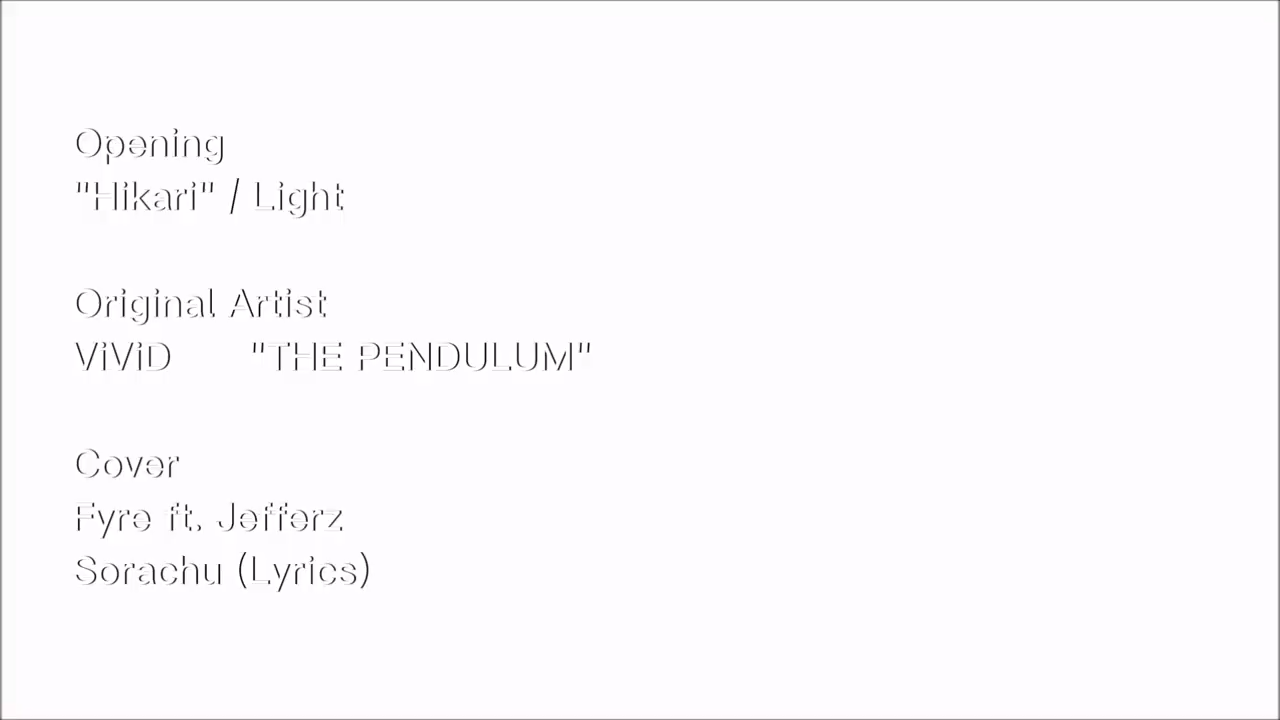 Opening
"Hikari" / Light
Original Artist
ViViD "THE PENDULUM"
Cover
Fyre ft. Jefferz
Sorachu (Lyrics)